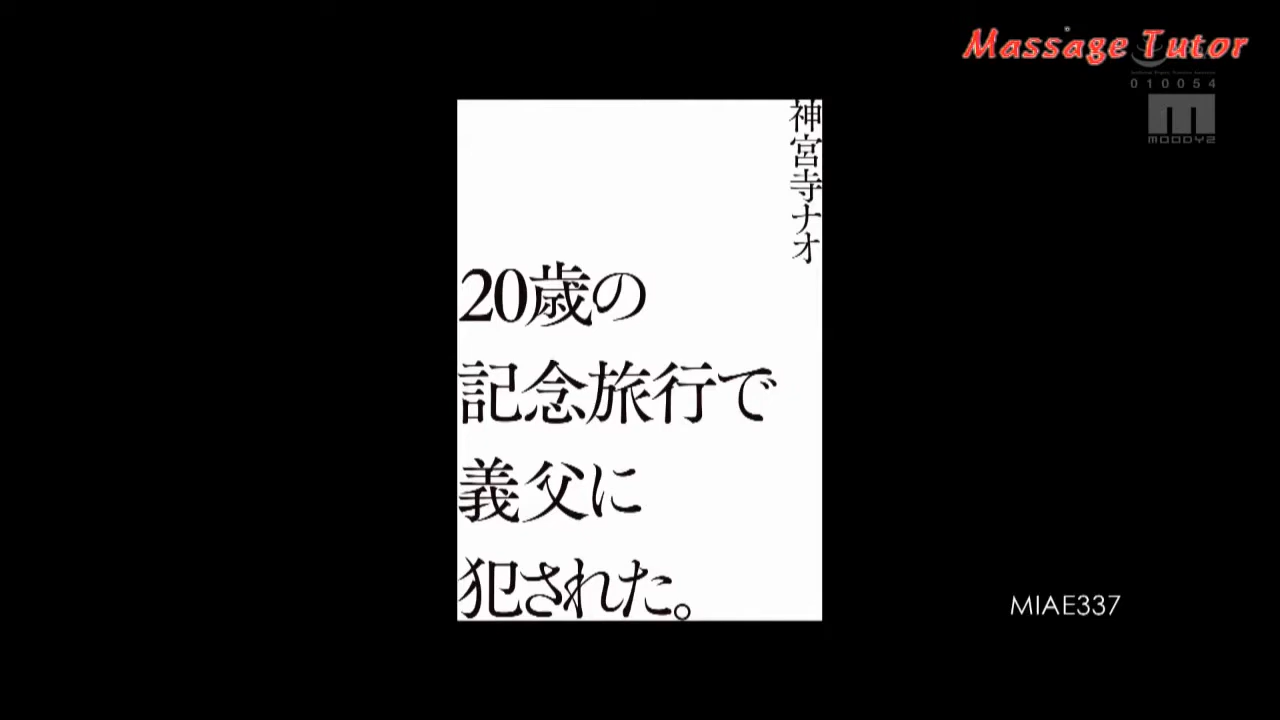 Massage Tutor
010054
MOODYZ
神宮寺ナオ
20歳の
記念旅行で
義父に
犯された。
MIAE337